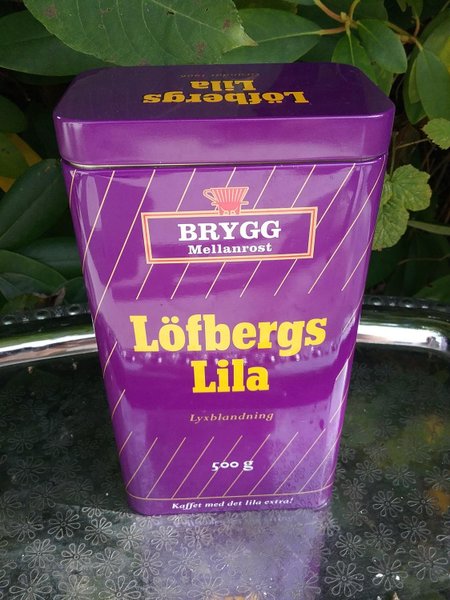 Löfbergs
Lila
BRYGG
Mellanrost
Löfbergs
Lila
Lyxblandning
500 g
Kaffet med det lila extra!